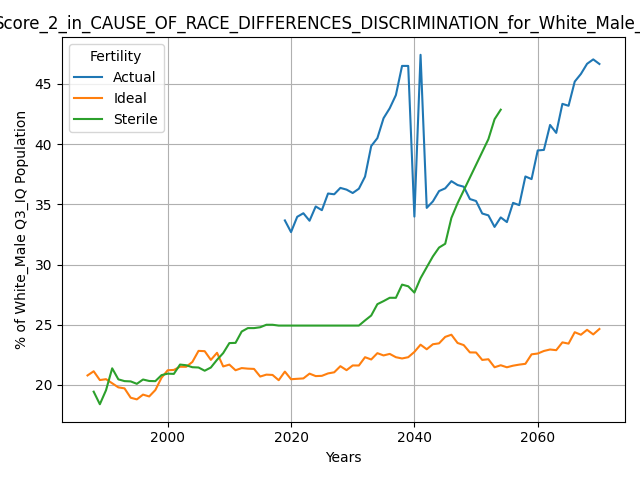 Score_2_in_CAUSE_OF_RACE_DIFFERENCES_DISCRIMINATION_for_White_Male_
Fertility
Actual
Ideal
Sterile
% of White_Male Q3_IQ Population
45
40
35
30
25
20
2000
2020
2040
2060
Years